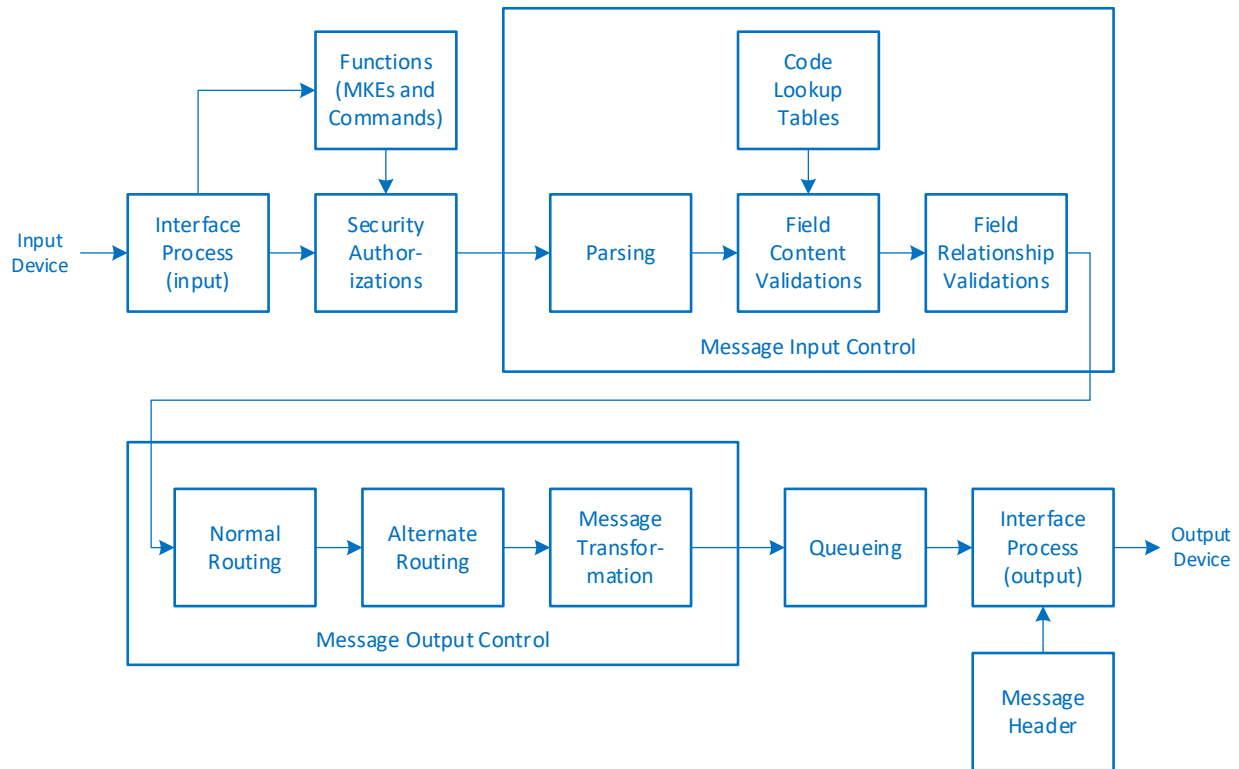 Functions
(MKEs and
Commands)
Code
Lookup
Tables
Input
Device
Interface
Process
(input)
Security
Author-
izations
Parsing
Field
Content
Validations
Field
Relationship
Validations
Message Input Control
Normal
Routing
Alternate
Routing
Message
Transfor-
mation
Queueing
Interface
Process
(output)
Output
Device
Message Output Control
Message
Header